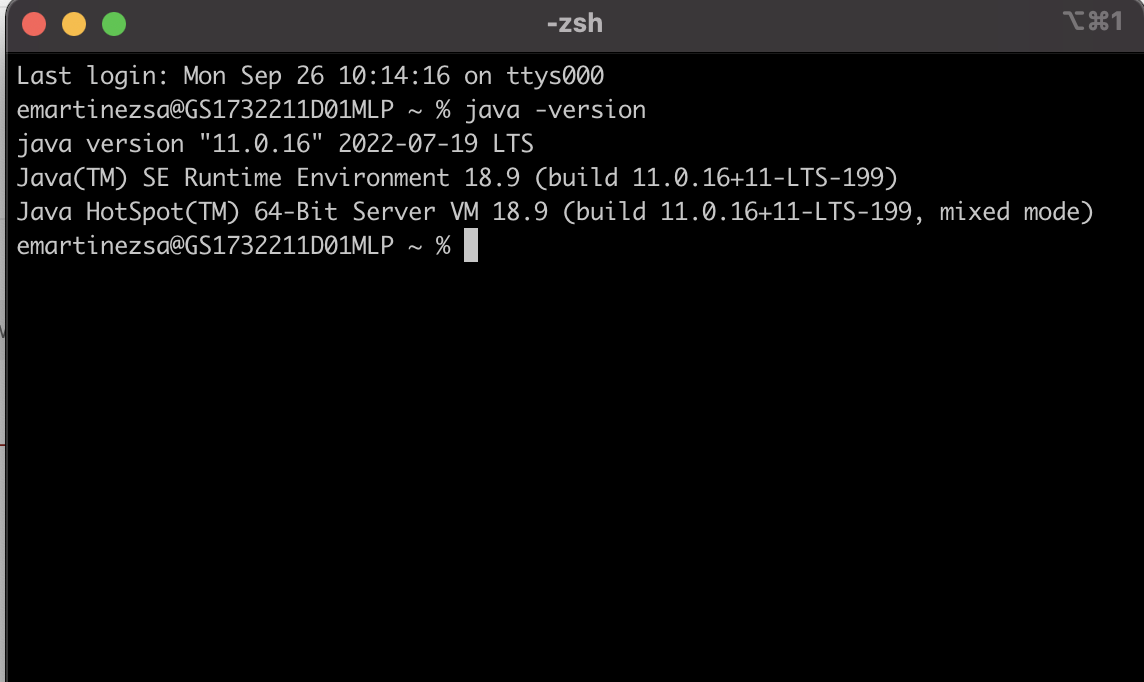 -zsh
⌥⌘1
Last login: Mon Sep 26 10:14:16 on ttys000
emartinezsa@GS1732211D01MLP ~ % java -version
java version "11.0.16" 2022-07-19 LTS
Java(TM) SE Runtime Environment 18.9 (build 11.0.16+11-LTS-199)
Java HotSpot(TM) 64-Bit Server VM 18.9 (build 11.0.16+11-LTS-199, mixed mode)
emartinezsa@GS1732211D01MLP ~ %